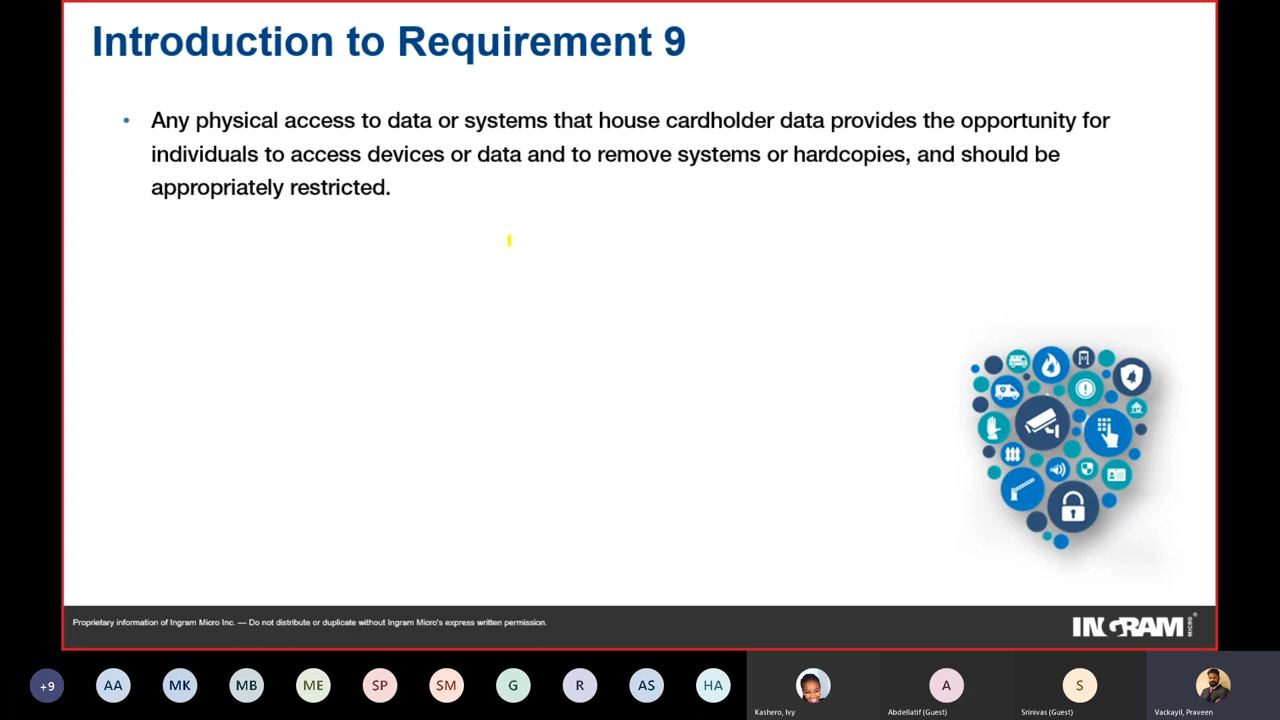 Introduction to Requirement 9
• Any physical access to data or systems that house cardholder data provides the opportunity for
individuals to access devices or data and to remove systems or hardcopies, and should be
appropriately restricted.
Proprietary information of Ingram Micro Inc. — Do not distribute or duplicate without Ingram Micro's express written permission.
INGRAM MICRO®
+9 AA MK MB ME SP SM G R AS HA A S
Kashero, Ivy Abdellatif (Guest) Srinivas (Guest) Vackayil, Praveen